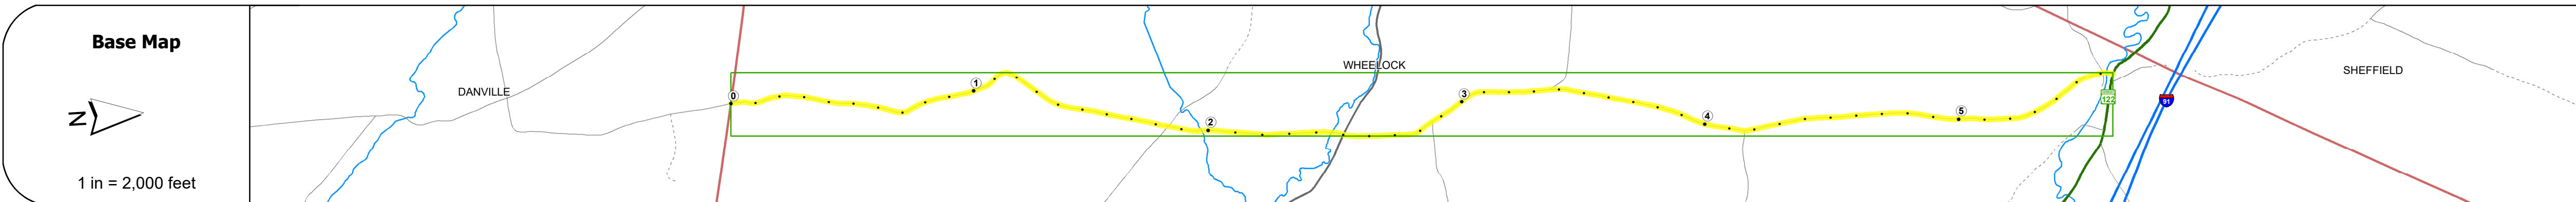 Base Map
N
1 in = 2,000 feet
DANVILLE
0
1
2
WHEELOCK
3
4
5
122
91
SHEFFIELD